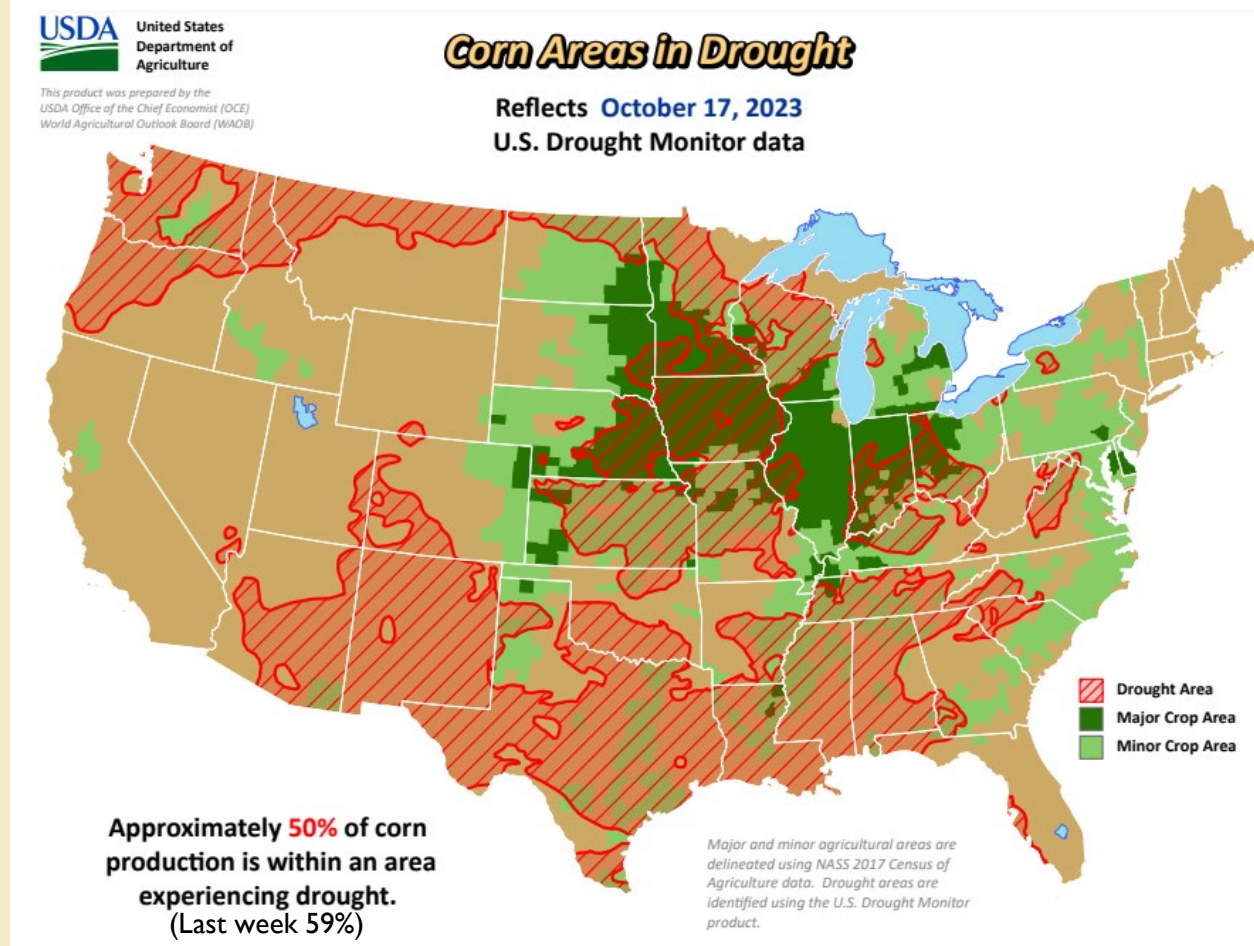 USDA
United States
Department of
Agriculture
This product was prepared by the
USDA Office of the Chief Economist (OCE)
World Agricultural Outlook Board (WAOB)
Corn Areas in Drought
Reflects October 17, 2023
U.S. Drought Monitor data
Drought Area
Major Crop Area
Minor Crop Area
Approximately 50% of corn
production is within an area
experiencing drought.
(Last week 59%)
Major and minor agricultural areas are
delineated using NASS 2017 Census of
Agriculture data. Drought areas are
identified using the U.S. Drought Monitor
product.